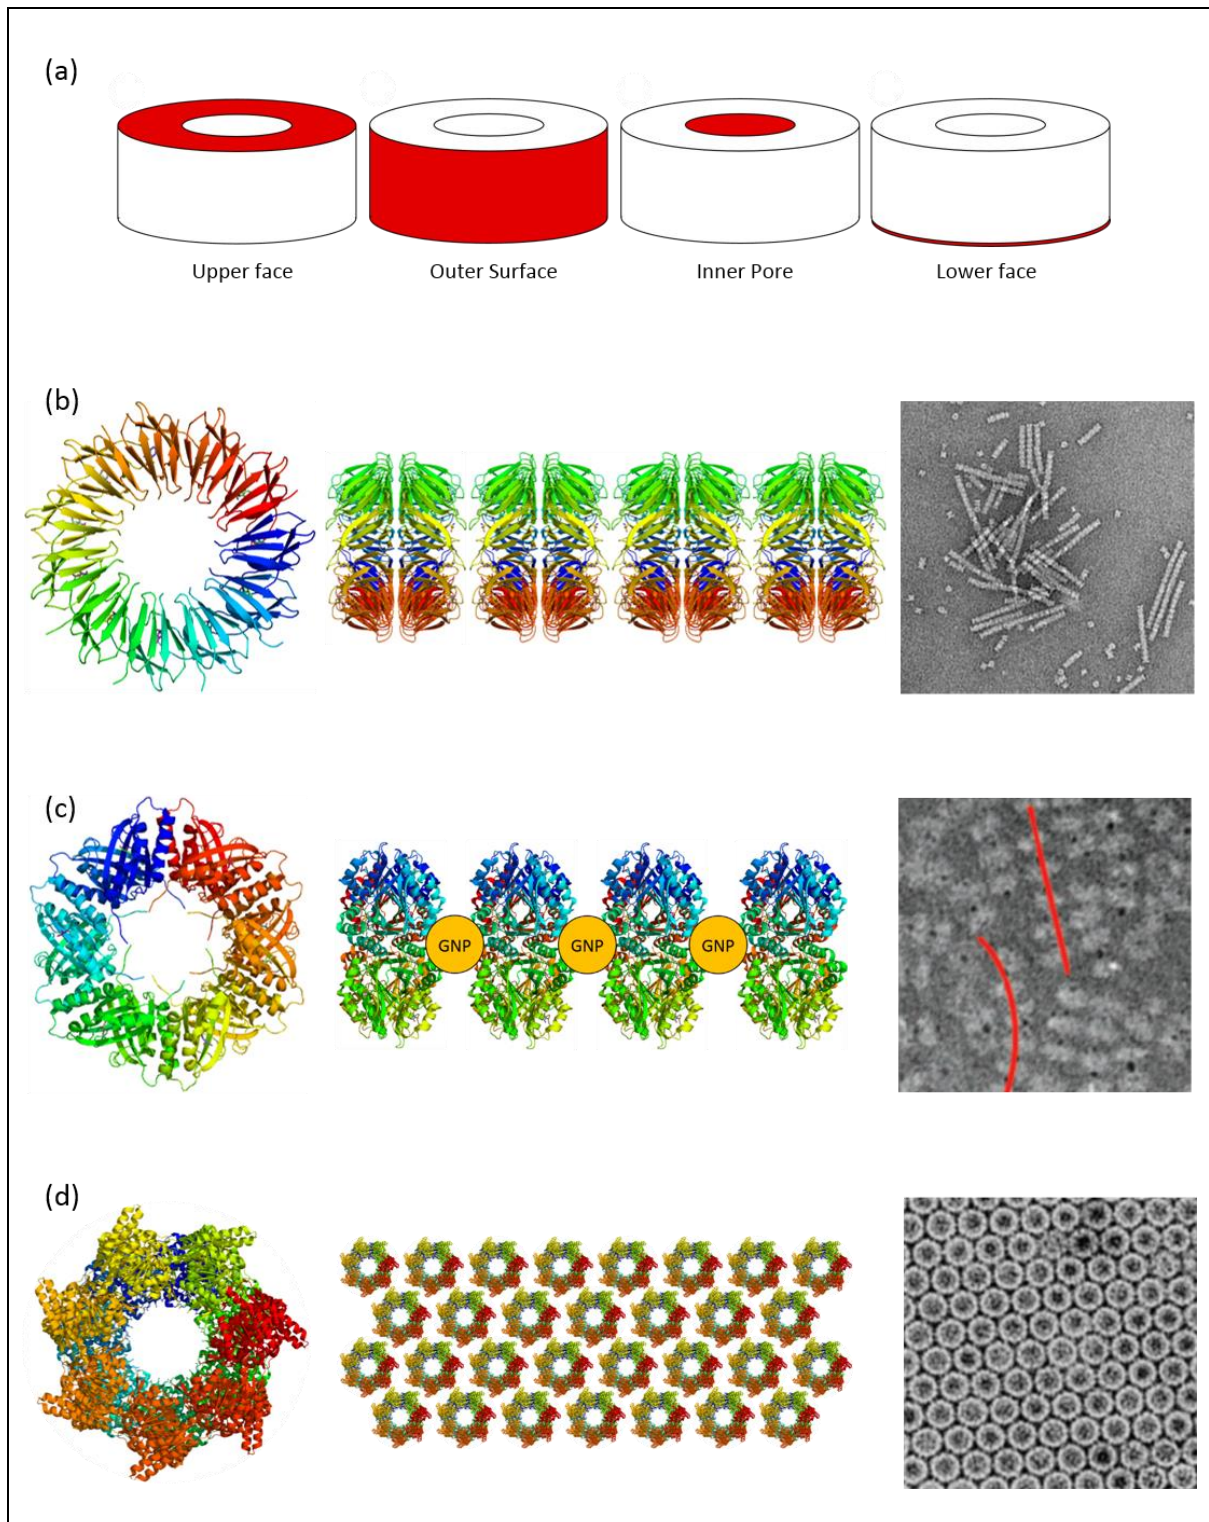 (a)
Upper face
Outer Surface
Inner Pore
Lower face
(b)
(c)
GNP
GNP
GNP
(d)